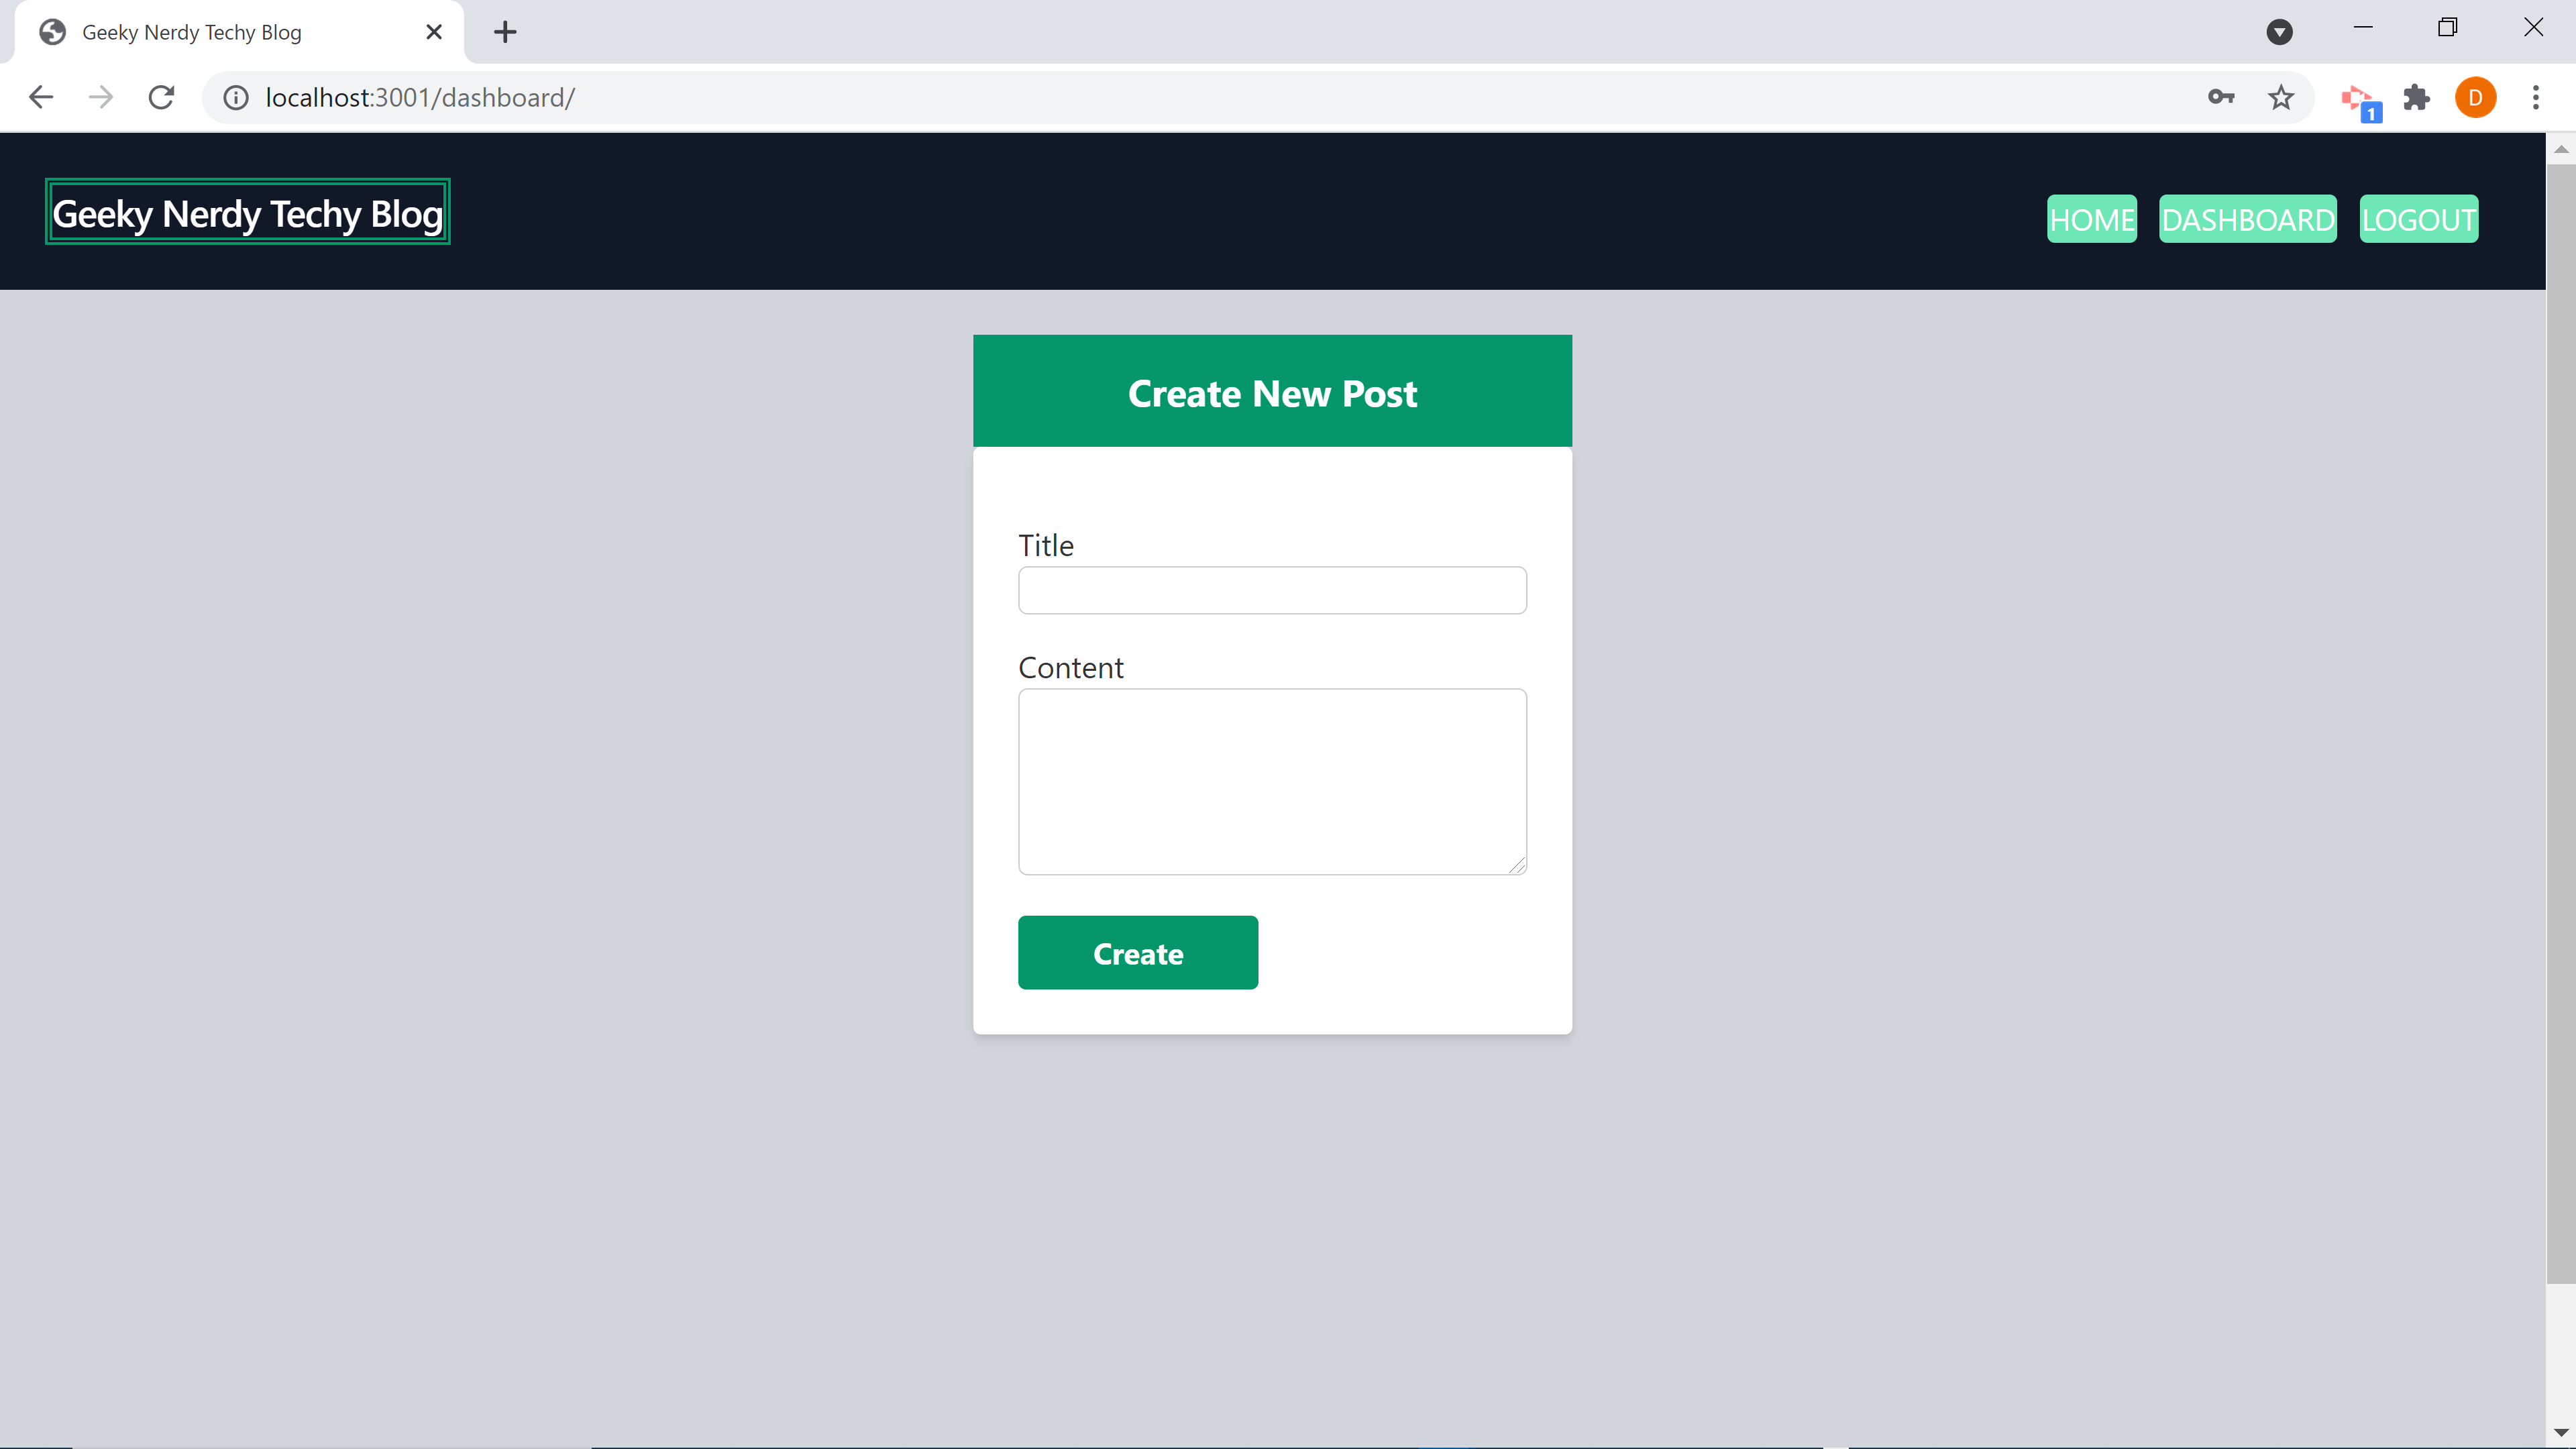 Geeky Nerdy Techy Blog
localhost:3001/dashboard/
1
D
Geeky Nerdy Techy Blog
HOME DASHBOARD LOGOUT
Create New Post
Title
Content
Create